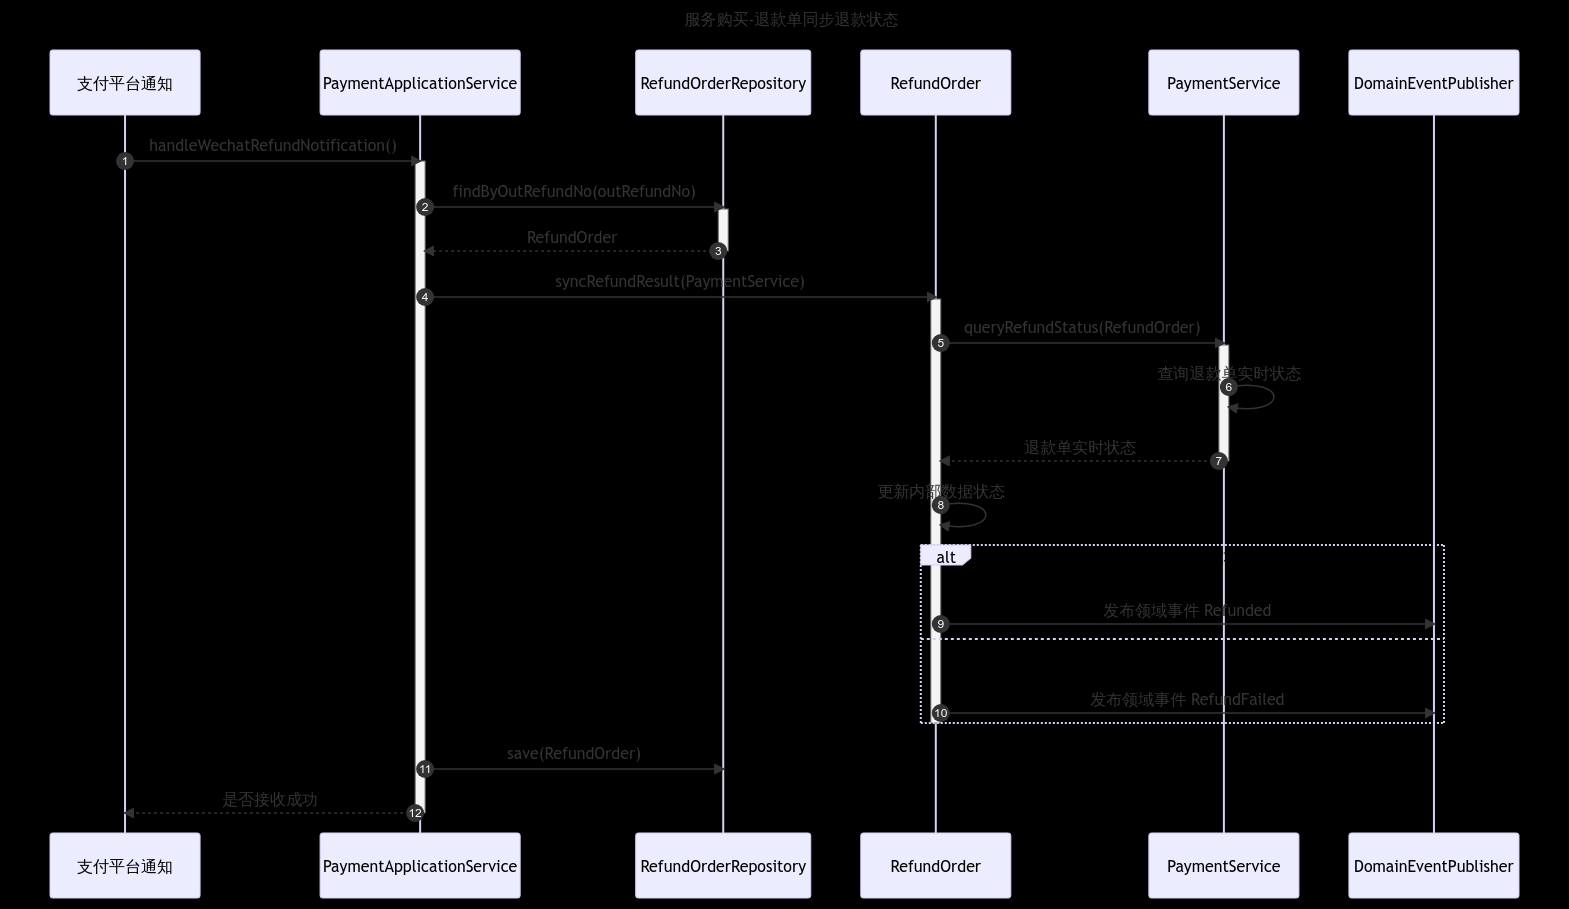 服务购买-退款单同步退款状态
支付平台通知
PaymentApplicationService
RefundOrderRepository
RefundOrder
PaymentService
DomainEventPublisher
handleWechatRefundNotification()
1
findByOutRefundNo(outRefundNo)
2
RefundOrder
3
syncRefundResult(PaymentService)
4
queryRefundStatus(RefundOrder)
5
查询退款单实时状态
6
退款单实时状态
7
更新内部数据状态
8
alt
发布领域事件 Refunded
9
发布领域事件 RefundFailed
10
save(RefundOrder)
11
是否接收成功
12
支付平台通知
PaymentApplicationService
RefundOrderRepository
RefundOrder
PaymentService
DomainEventPublisher